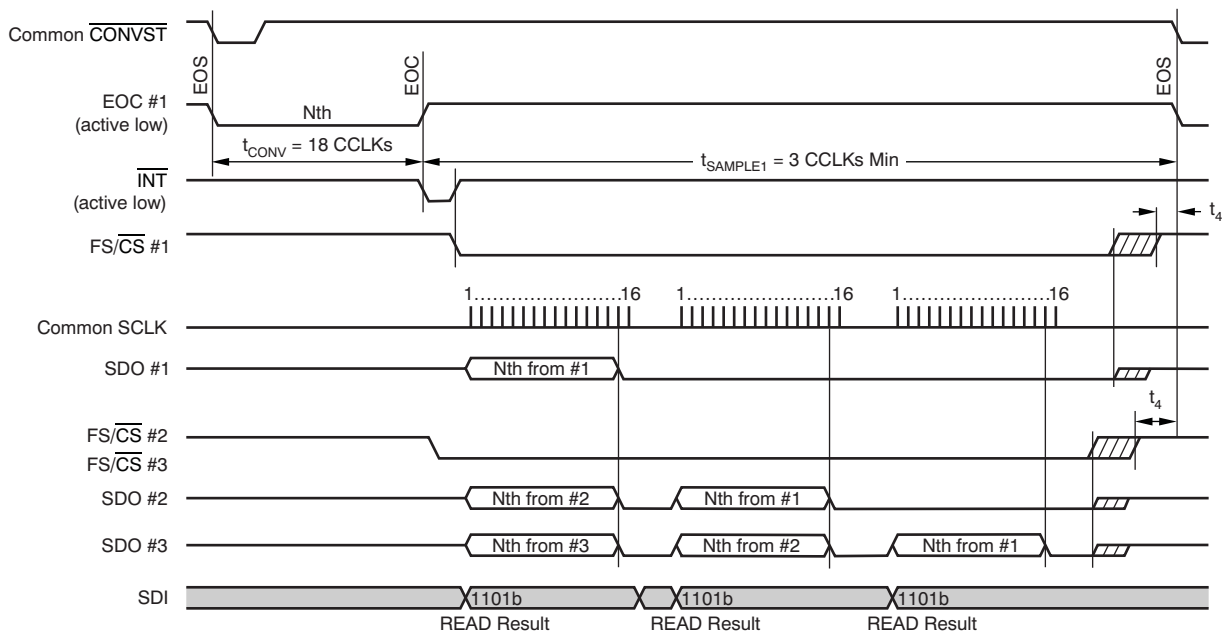 Common CONVST
EOS
EOC
EOS
EOC #1
(active low)
Nth
tCONV = 18 CCLKs
tSAMPLE1 = 3 CCLKs Min
INT
(active low)
t4
FS/CS #1
1.......................16
1.......................16
1.......................16
Common SCLK
SDO #1
Nth from #1
t4
FS/CS #2
FS/CS #3
SDO #2
Nth from #2
Nth from #1
SDO #3
Nth from #3
Nth from #2
Nth from #1
SDI
1101b
1101b
1101b
READ Result
READ Result
READ Result